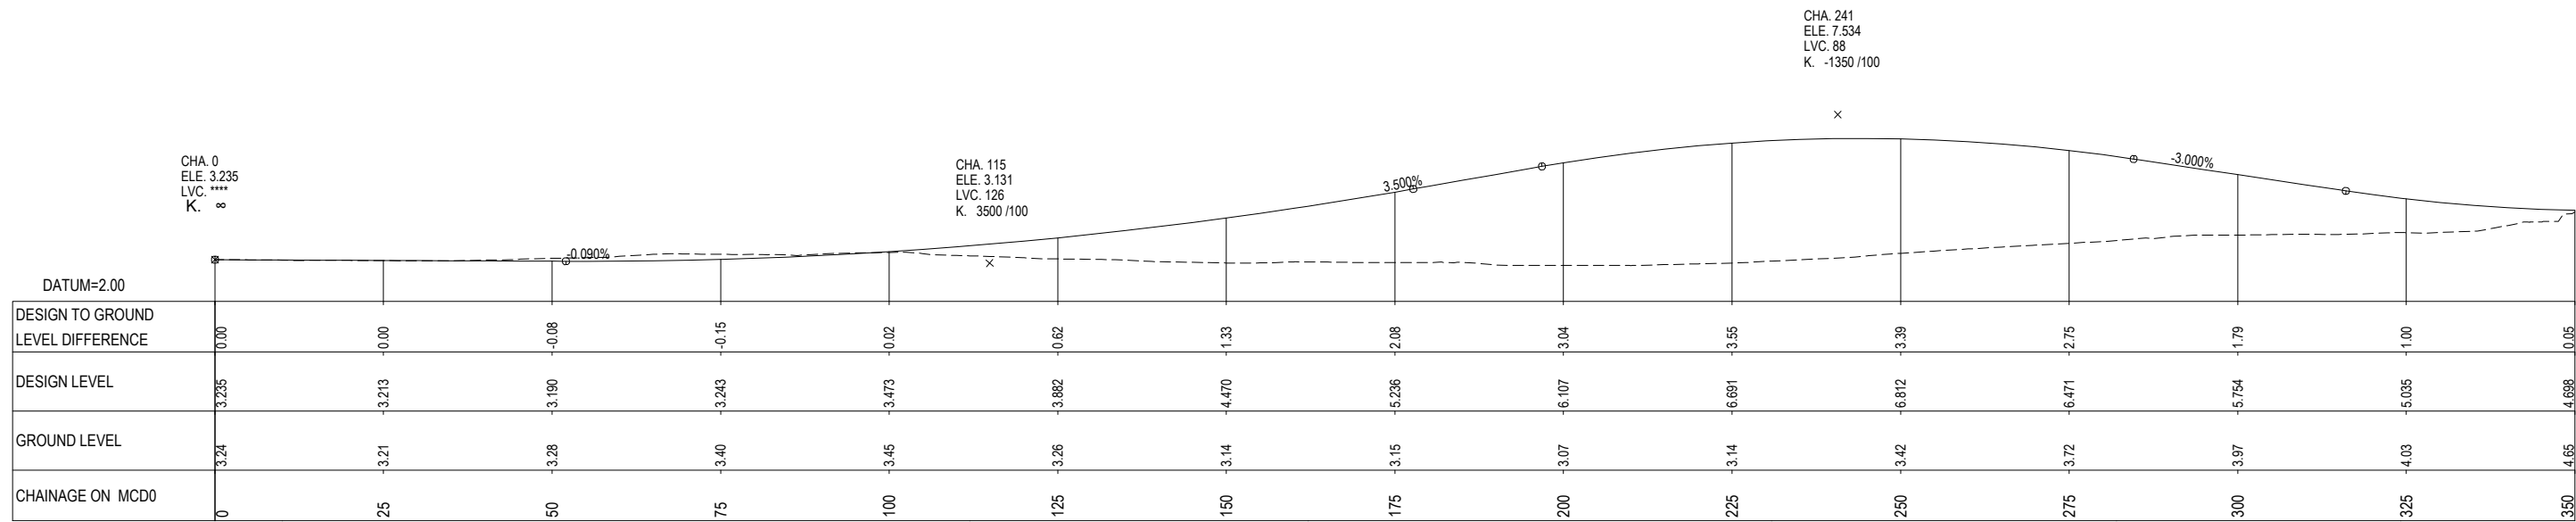 CHA. 241
ELE. 7.534
LVC. 88
K. -1350 /100
CHA. 0
ELE. 3.235
LVC. ****
K. ∞
CHA. 115
ELE. 3.131
LVC. 126
K. 3500 /100
-0.090%
3.500%
-3.000%
DATUM=2.00
DESIGN TO GROUND
LEVEL DIFFERENCE 0.00 0.00 -0.08 -0.15 0.02 0.62 1.33 2.08 3.04 3.55 3.39 2.75 1.79 1.00 0.05
DESIGN LEVEL 3.235 3.213 3.190 3.243 3.473 3.882 4.470 5.236 6.107 6.691 6.812 6.471 5.754 5.035 4.698
GROUND LEVEL 3.24 3.21 3.28 3.40 3.45 3.26 3.14 3.15 3.07 3.14 3.42 3.72 3.97 4.03 4.65
CHAINAGE ON MCD0 0 25 50 75 100 125 150 175 200 225 250 275 300 325 350